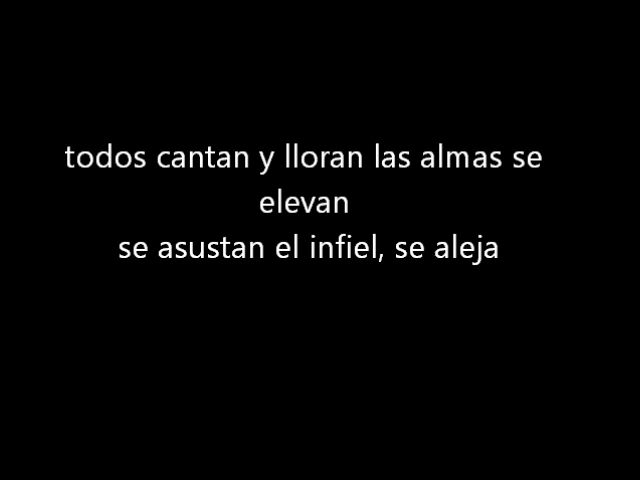 todos cantan y lloran las almas se
elevan
se asustan el infiel, se aleja